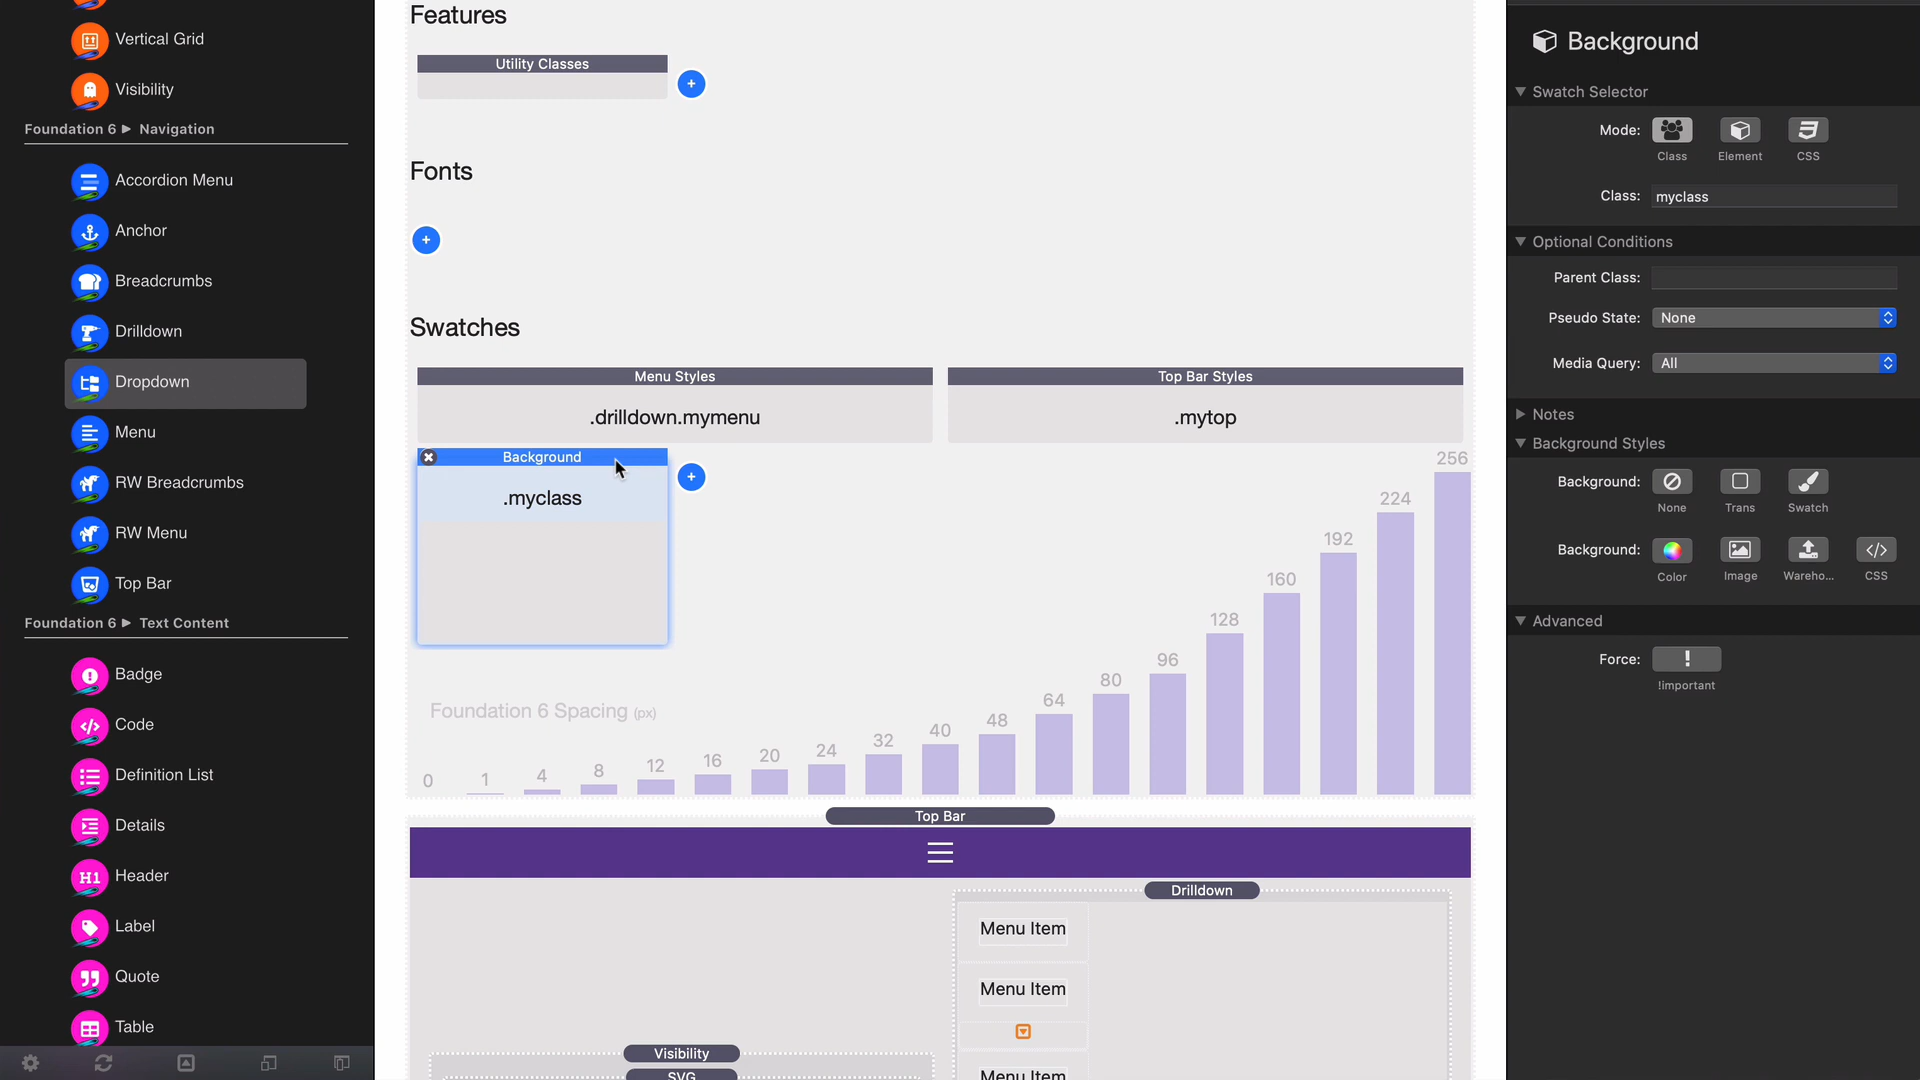 Vertical Grid
Visibility
Foundation 6 ▶ Navigation
Accordion Menu
Anchor
Breadcrumbs
Drilldown
Dropdown
Menu
RW Breadcrumbs
RW Menu
Top Bar
Foundation 6 ▶ Text Content
Badge
Code
Definition List
Details
H1 Header
Label
Quote
Table
Features
Utility Classes
Fonts
Swatches
Menu Styles
.drilldown.mymenu
Top Bar Styles
.mytop
Background
.myclass
Foundation 6 Spacing (px)
0
1
4
8
12
16
20
24
32
40
48
64
80
96
128
160
192
224
256
Top Bar
Drilldown
Menu Item
Menu Item
Menu Item
Visibility
SVG
Background
Swatch Selector
Mode:
Class
Element
CSS
Class: myclass
Optional Conditions
Parent Class:
Pseudo State: None
Media Query: All
Notes
Background Styles
Background:
None
Trans
Swatch
Background:
Color
Image
Wareho...
CSS
Advanced
Force:
!important